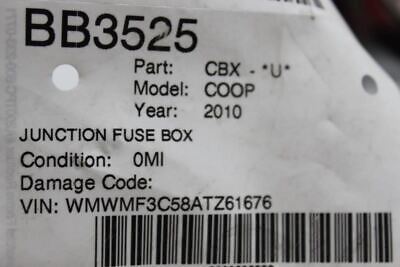 BB3525
Part: CBX - *U*
Model: COOP
Year: 2010
JUNCTION FUSE BOX
Condition: 0MI
Damage Code:
VIN: WMWMF3C58ATZ61676